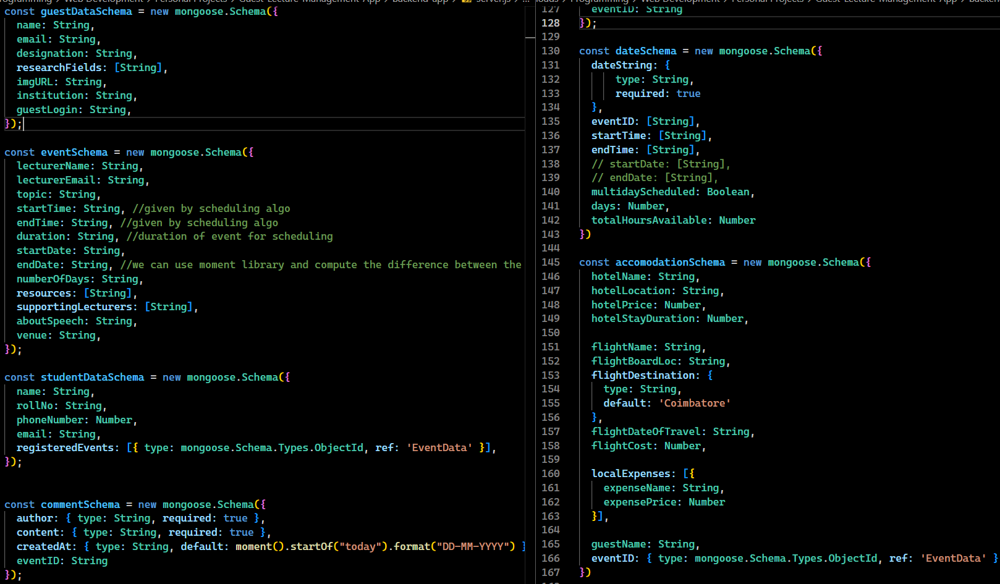 const guestDataSchema = new mongoose.Schema({
  name: String,
  email: String,
  designation: String,
  researchFields: [String],
  imgURL: String,
  institution: String,
  guestLogin: String,
});

const eventSchema = new mongoose.Schema({
  lecturerName: String,
  lecturerEmail: String,
  topic: String,
  startTime: String, //given by scheduling algo
  endTime: String, //given by scheduling algo
  duration: String, //duration of event for scheduling
  startDate: String,
  endDate: String, //we can use moment library and compute the difference between the
  numberOfDays: String,
  resources: [String],
  supportingLecturers: [String],
  aboutSpeech: String,
  venue: String,
});

const studentDataSchema = new mongoose.Schema({
  name: String,
  rollNo: String,
  phoneNumber: Number,
  email: String,
  registeredEvents: [{ type: mongoose.Schema.Types.ObjectId, ref: 'EventData' }],
});

const commentSchema = new mongoose.Schema({
  author: { type: String, required: true },
  content: { type: String, required: true },
  createdAt: { type: String, default: moment().startOf("today").format("DD-MM-YYYY") }
  eventID: String
});

127   eventID: String
128 });
129
130 const dateSchema = new mongoose.Schema({
131   dateString: {
132       type: String,
133       required: true
134   },
135   eventID: [String],
136   startTime: [String],
137   endTime: [String],
138   // startDate: [String],
139   // endDate: [String],
140   multidayScheduled: Boolean,
141   days: Number,
142   totalHoursAvailable: Number
143 })
144
145 const accomodationSchema = new mongoose.Schema({
146   hotelName: String,
147   hotelLocation: String,
148   hotelPrice: Number,
149   hotelStayDuration: Number,
150
151   flightName: String,
152   flightBoardLoc: String,
153   flightDestination: {
154     type: String,
155     default: 'Coimbatore'
156   },
157   flightDateOfTravel: String,
158   flightCost: Number,
159
160   localExpenses: [{
161     expenseName: String,
162     expensePrice: Number
163   }],
164
165   guestName: String,
166   eventID: { type: mongoose.Schema.Types.ObjectId, ref: 'EventData' }
167 })